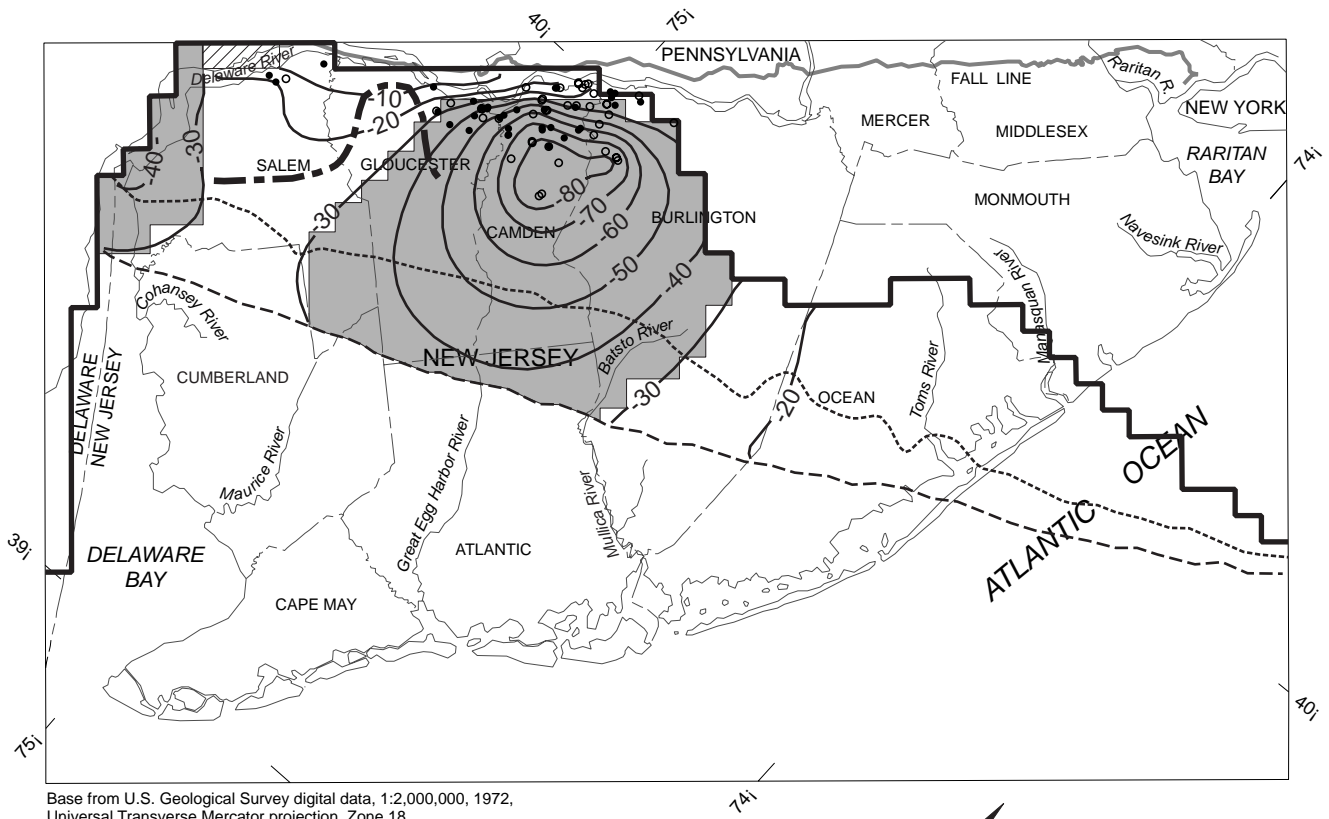 40¡
75¡
PENNSYLVANIA
Delaware River
FALL LINE
Raritan R.
NEW YORK
MERCER
MIDDLESEX
RARITAN
BAY
74¡
-10
-20
-30
-40
SALEM
GLOUCESTER
MONMOUTH
-80
-70
-60
-50
-40
-30
CAMDEN
BURLINGTON
Navesink River
Manasquan River
Cohansey River
Batsto River
NEW JERSEY
Toms River
DELAWARE
NEW JERSEY
CUMBERLAND
-30
-20
OCEAN
Maurice River
Great Egg Harbor River
Mullica River
ATLANTIC OCEAN
39¡
DELAWARE
BAY
ATLANTIC
CAPE MAY
40¡
75¡
74¡
Base from U.S. Geological Survey digital data, 1:2,000,000, 1972,
Universal Transverse Mercator projection, Zone 18